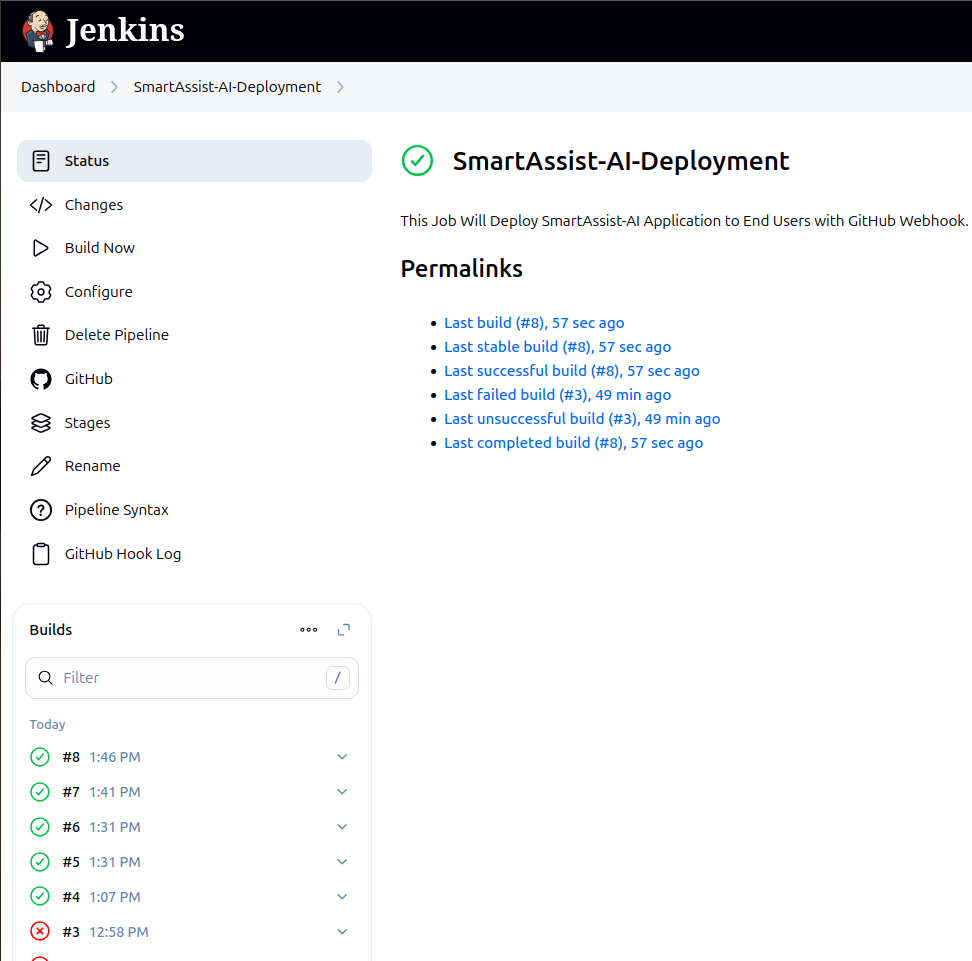 Jenkins
Dashboard
SmartAssist-AI-Deployment
Status
Changes
Build Now
Configure
Delete Pipeline
GitHub
Stages
Rename
Pipeline Syntax
GitHub Hook Log
Builds
Filter
/
Today
#8 1:46 PM
#7 1:41 PM
#6 1:31 PM
#5 1:31 PM
#4 1:07 PM
#3 12:58 PM
SmartAssist-AI-Deployment
This Job Will Deploy SmartAssist-AI Application to End Users with GitHub Webhook.
Permalinks
Last build (#8), 57 sec ago
Last stable build (#8), 57 sec ago
Last successful build (#8), 57 sec ago
Last failed build (#3), 49 min ago
Last unsuccessful build (#3), 49 min ago
Last completed build (#8), 57 sec ago